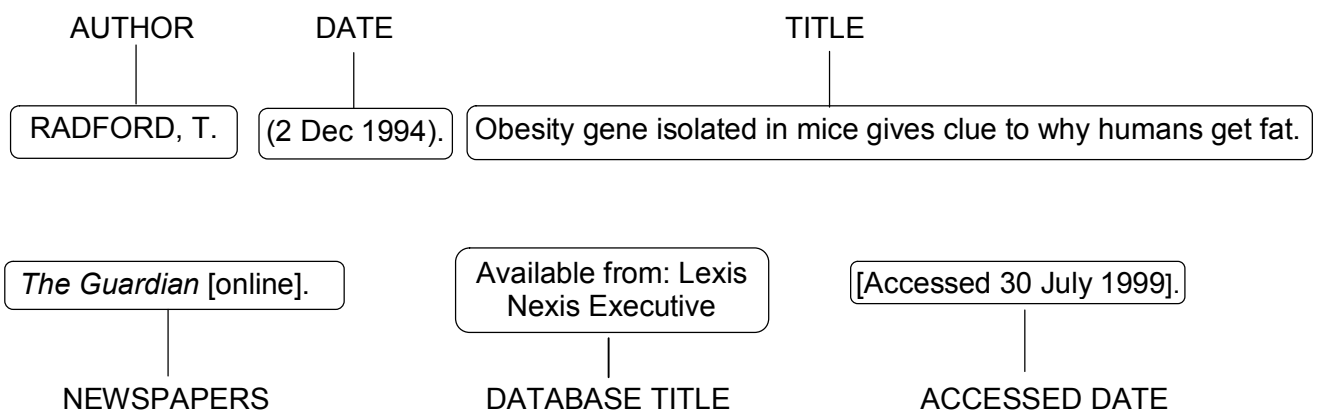 AUTHOR DATE TITLE
RADFORD, T. (2 Dec 1994). Obesity gene isolated in mice gives clue to why humans get fat.
The Guardian [online]. Available from: Lexis Nexis Executive [Accessed 30 July 1999].
NEWSPAPERS DATABASE TITLE ACCESSED DATE